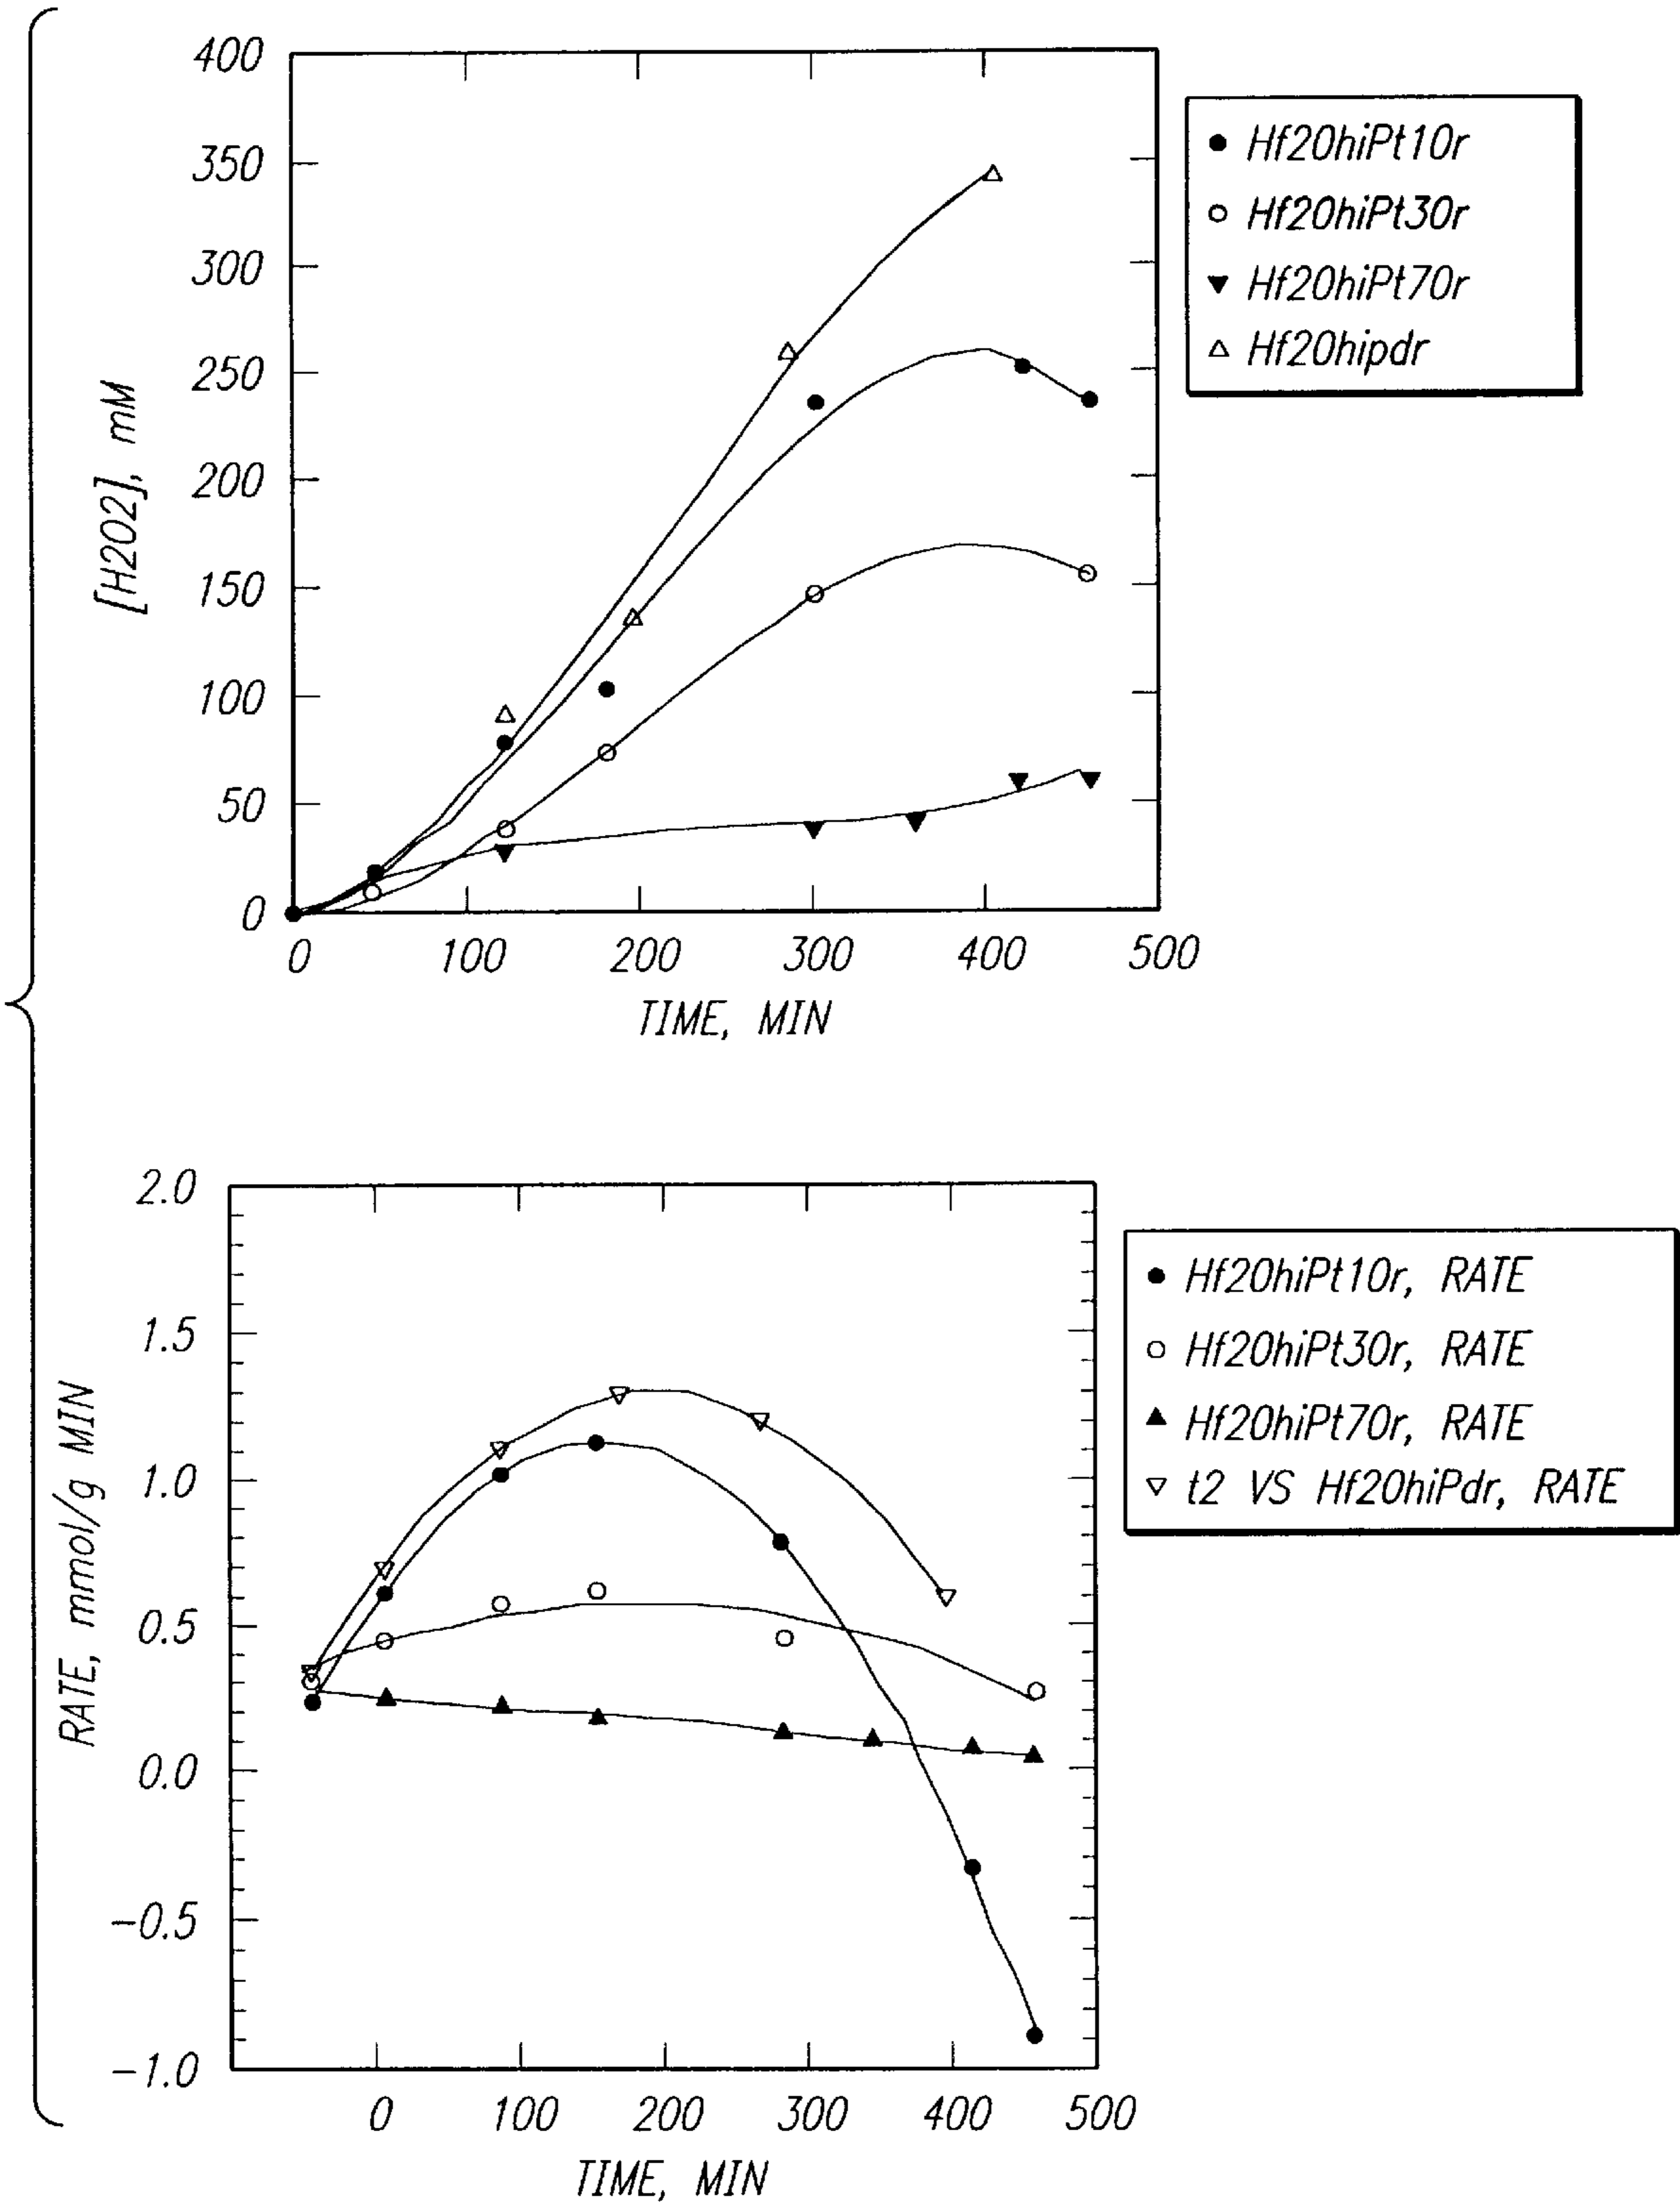 400
350
300
250
200
150
100
50
0
[H2O2], mM
0 100 200 300 400 500
TIME, MIN
Hf20hiPt10r
Hf20hiPt30r
Hf20hiPt70r
Hf20hipdr
2.0
1.5
1.0
0.5
0.0
-0.5
-1.0
RATE, mmol/g MIN
0 100 200 300 400 500
TIME, MIN
Hf20hiPt10r, RATE
Hf20hiPt30r, RATE
Hf20hiPt70r, RATE
t2 VS Hf20hiPdr, RATE